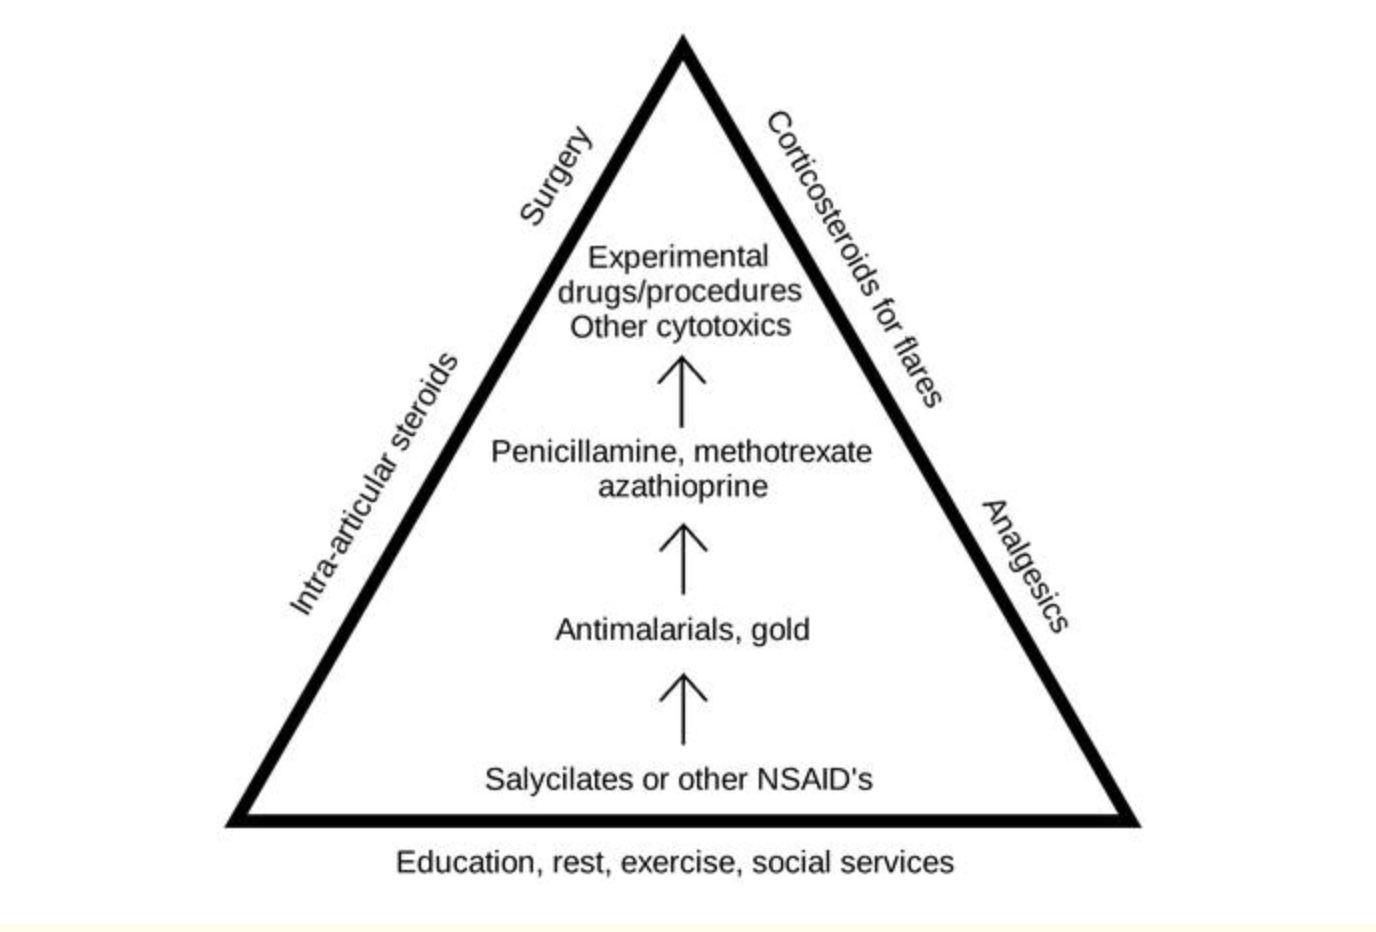 Surgery
Corticosteroids for flares
Experimental
drugs/procedures
Other cytotoxics
Intra-articular steroids
Penicillamine, methotrexate
azathioprine
Analgesics
Antimalarials, gold
Salycilates or other NSAID's
Education, rest, exercise, social services